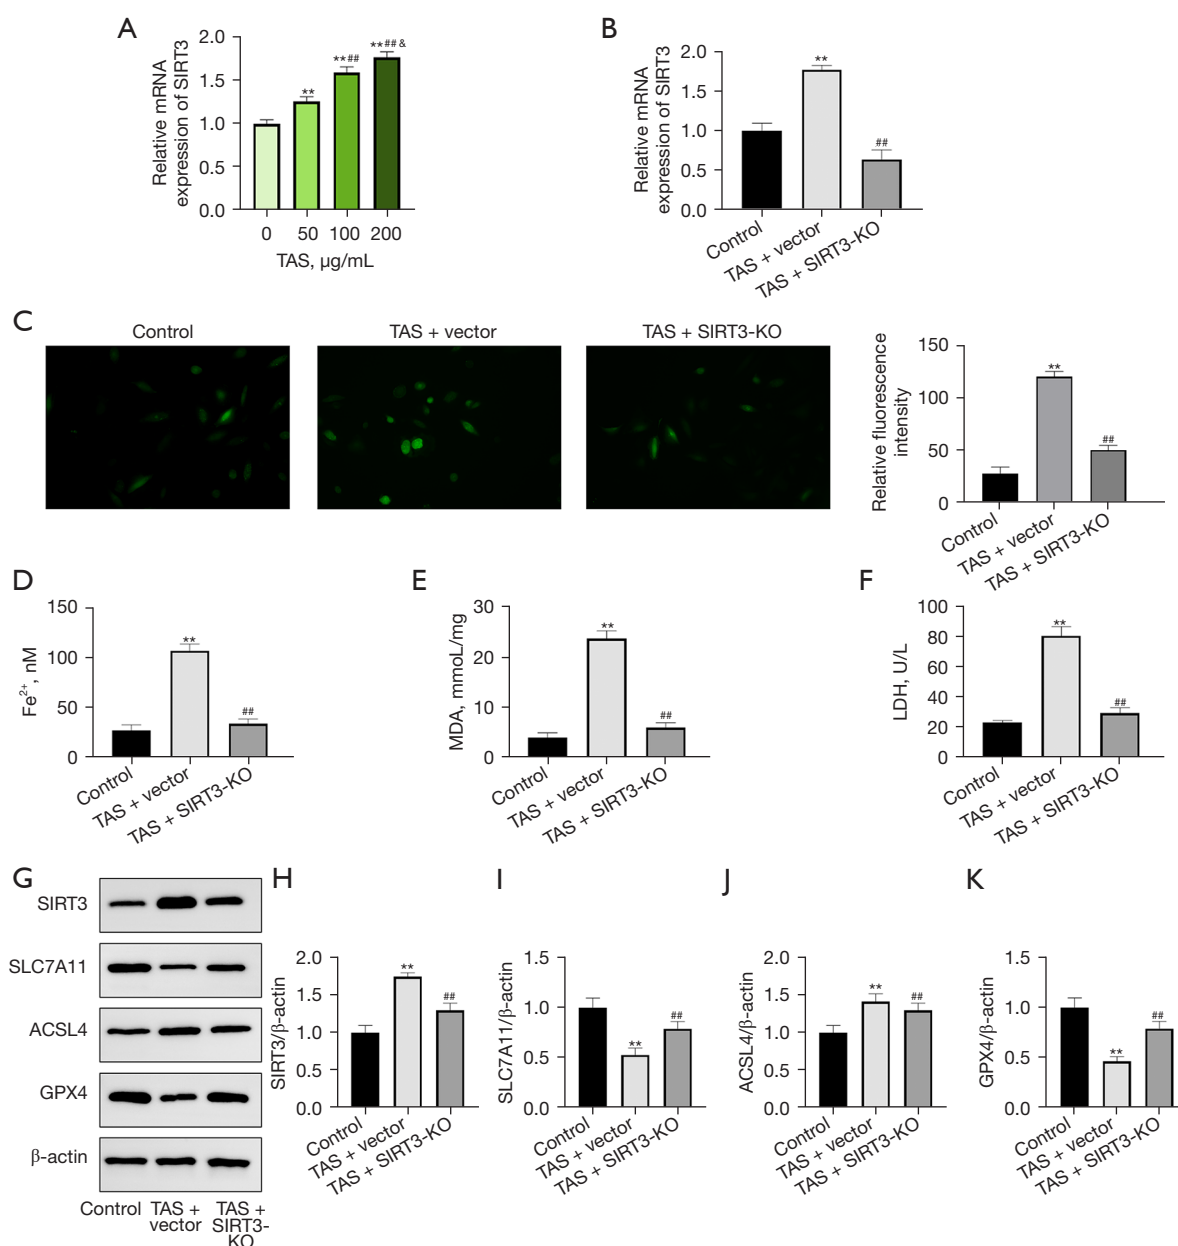 A
Relative mRNA
expression of SIRT3
2.0
1.5
1.0
0.5
0.0
**
**##
**##&
0 50 100 200
TAS, µg/mL
B
Relative mRNA
expression of SIRT3
2.0
1.5
1.0
0.5
0.0
**
##
Control
TAS + vector
TAS + SIRT3-KO
C
Control
TAS + vector
TAS + SIRT3-KO
Relative fluorescence
intensity
150
100
50
0
**
##
Control
TAS + vector
TAS + SIRT3-KO
D
Fe2+, nM
150
100
50
0
**
##
Control
TAS + vector
TAS + SIRT3-KO
E
MDA, mmoL/mg
30
20
10
0
**
##
Control
TAS + vector
TAS + SIRT3-KO
F
LDH, U/L
100
80
60
40
20
0
**
##
Control
TAS + vector
TAS + SIRT3-KO
G
SIRT3
SLC7A11
ACSL4
GPX4
β-actin
Control TAS + TAS +
vector SIRT3-
KO
H
SIRT3/β-actin
2.0
1.5
1.0
0.5
0.0
**
##
Control
TAS + vector
TAS + SIRT3-KO
I
SLC7A11/β-actin
1.5
1.0
0.5
0.0
**
##
Control
TAS + vector
TAS + SIRT3-KO
J
ACSL4/β-actin
2.0
1.5
1.0
0.5
0.0
**
##
Control
TAS + vector
TAS + SIRT3-KO
K
GPX4/β-actin
1.5
1.0
0.5
0.0
**
##
Control
TAS + vector
TAS + SIRT3-KO